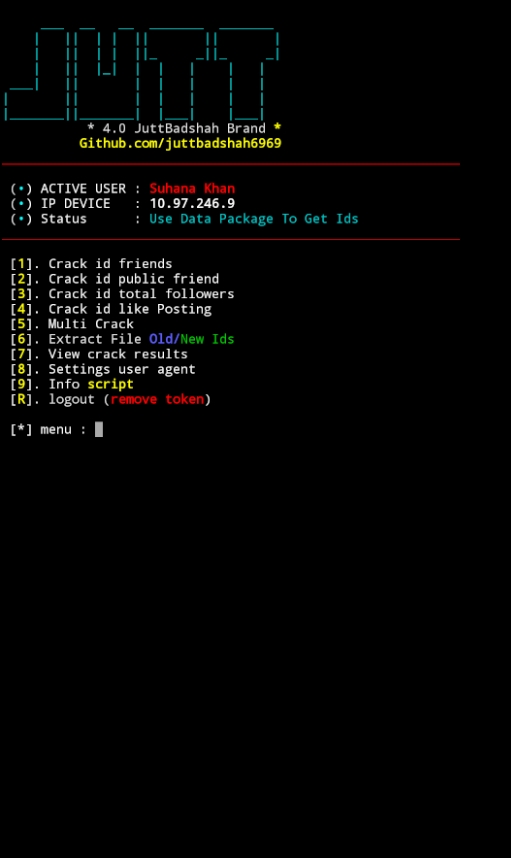 JUTT
* 4.0 JuttBadshah Brand *
Github.com/juttbadshah6969
(•) ACTIVE USER : Suhana Khan
(•) IP DEVICE : 10.97.246.9
(•) Status : Use Data Package To Get Ids
[1]. Crack id friends
[2]. Crack id public friend
[3]. Crack id total followers
[4]. Crack id like Posting
[5]. Multi Crack
[6]. Extract File Old/New Ids
[7]. View crack results
[8]. Settings user agent
[9]. Info script
[R]. logout (remove token)
[*] menu :